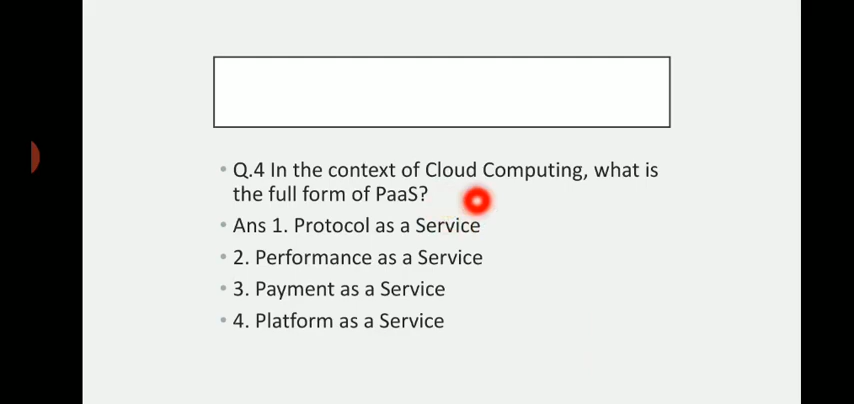 Q.4 In the context of Cloud Computing, what is
the full form of PaaS?
Ans 1. Protocol as a Service
2. Performance as a Service
3. Payment as a Service
4. Platform as a Service